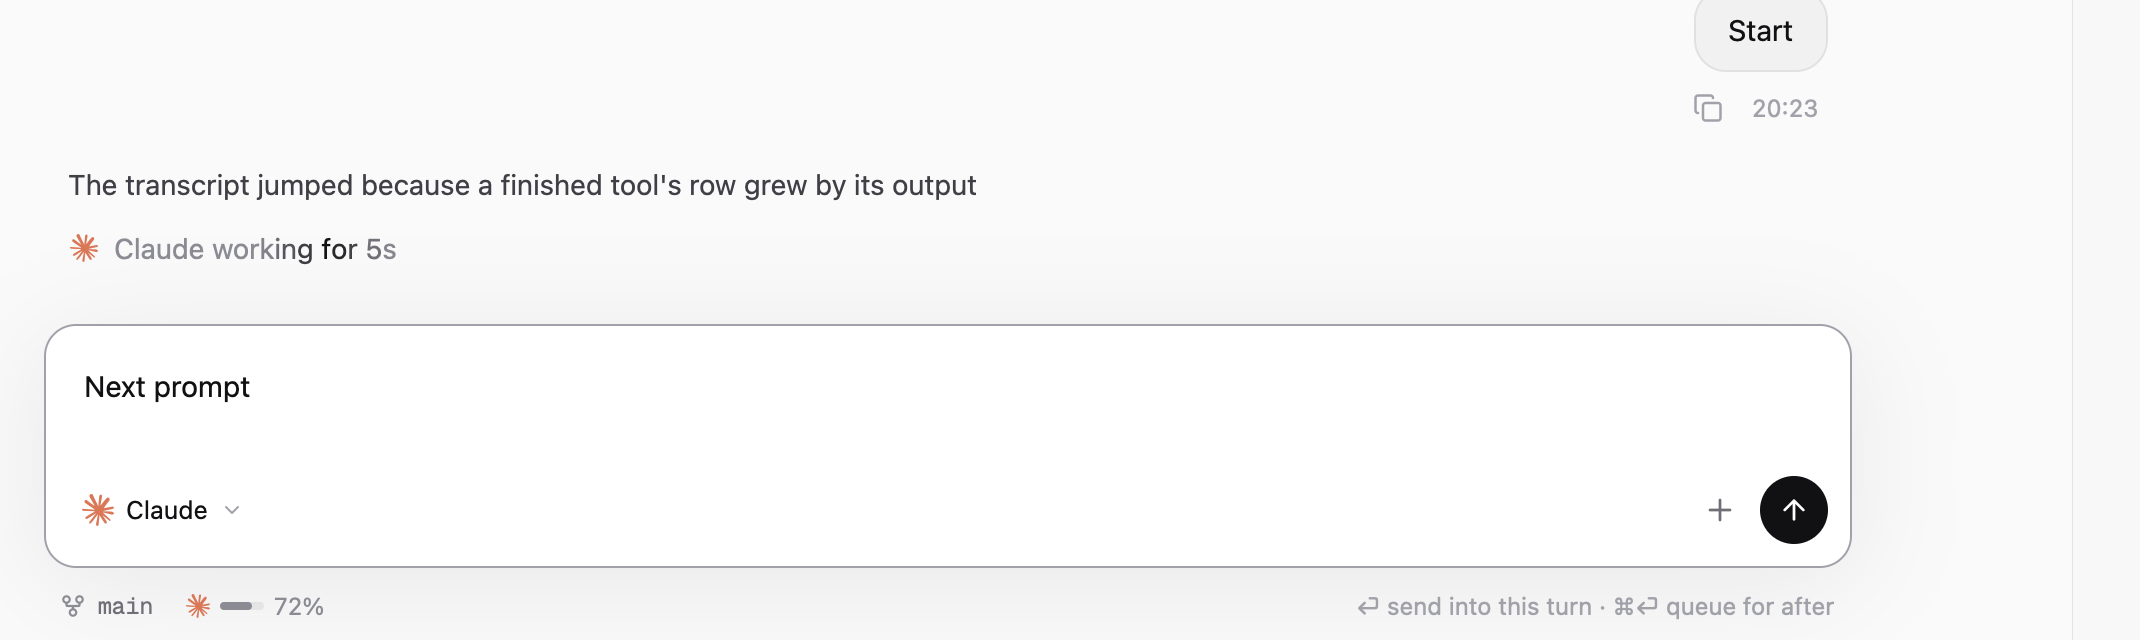 Start
20:23
The transcript jumped because a finished tool's row grew by its output
Claude working for 5s
Next prompt
Claude
main 72% ⏎ send into this turn · ⌘⏎ queue for after